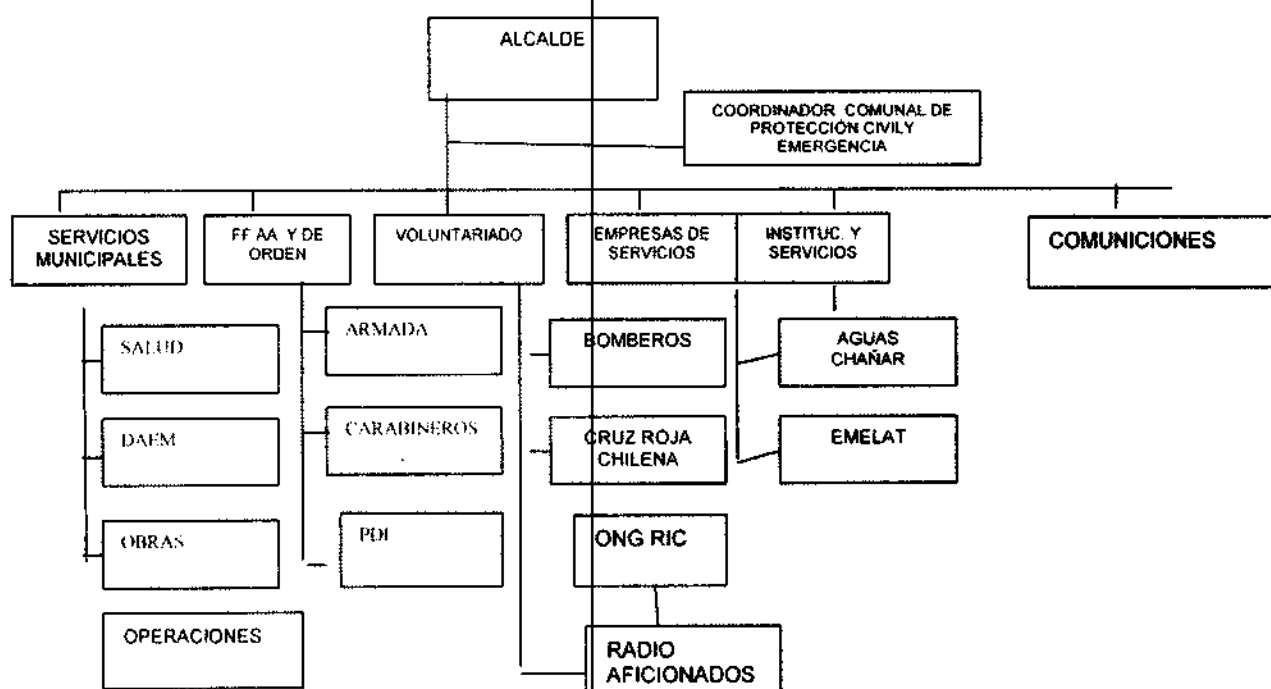 ALCALDE
COORDINADOR COMUNAL DE
PROTECCIÓN CIVIL Y
EMERGENCIA
SERVICIOS
MUNICIPALES
FF AA Y DE
ORDEN
VOLUNTARIADO
EMPRESAS DE
SERVICIOS
INSTITUC. Y
SERVICIOS
COMUNICIONES
SALUD
DAEM
OBRAS
OPERACIONES
ARMADA
CARABINEROS
PDI
BOMBEROS
CRUZ ROJA
CHILENA
ONG RIC
RADIO
AFICIONADOS
AGUAS
CHAÑAR
EMELAT